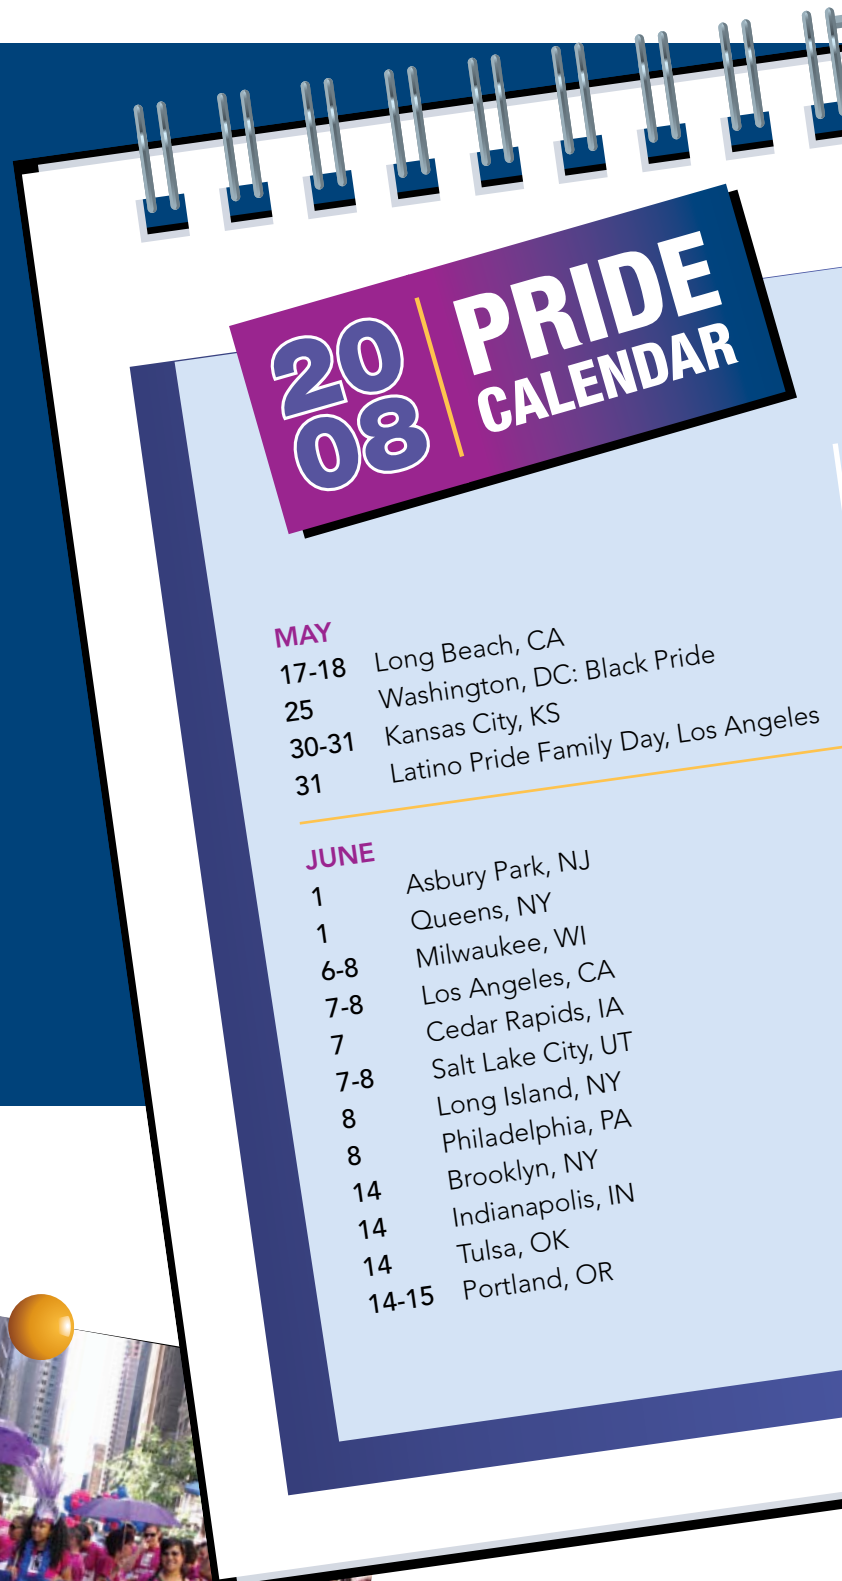 20
08
PRIDE
CALENDAR
MAY
17-18 Long Beach, CA
25 Washington, DC: Black Pride
30-31 Kansas City, KS
31 Latino Pride Family Day, Los Angeles
JUNE
1 Asbury Park, NJ
1 Queens, NY
6-8 Milwaukee, WI
7-8 Los Angeles, CA
7 Cedar Rapids, IA
7-8 Salt Lake City, UT
8 Long Island, NY
8 Philadelphia, PA
14 Brooklyn, NY
14 Indianapolis, IN
14 Tulsa, OK
14-15 Portland, OR